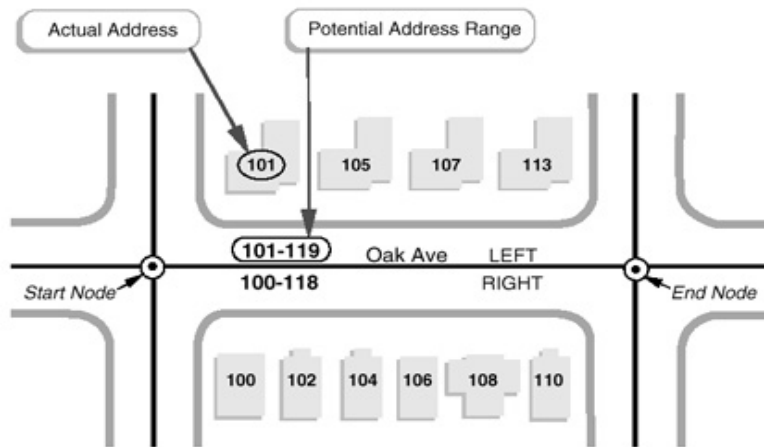 Actual Address
Potential Address Range
101
105
107
113
101-119
Oak Ave
LEFT
Start Node
100-118
RIGHT
End Node
100
102
104
106
108
110